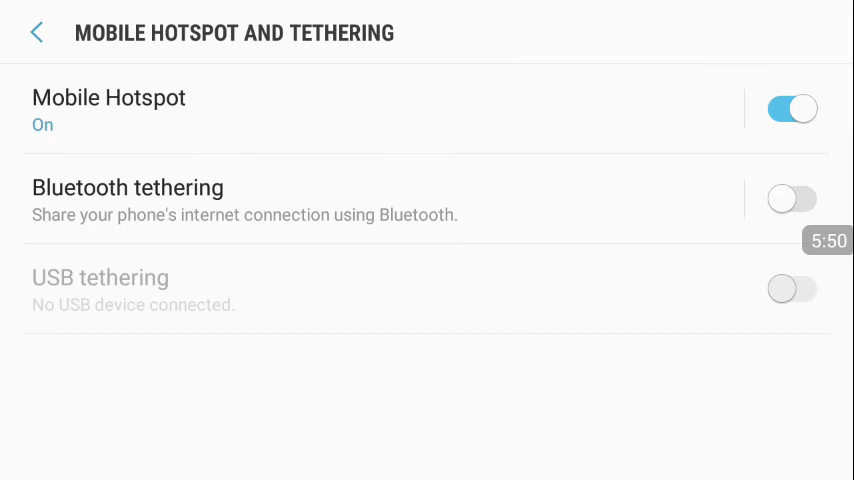 MOBILE HOTSPOT AND TETHERING
Mobile Hotspot
On
Bluetooth tethering
Share your phone's internet connection using Bluetooth.
5:50
USB tethering
No USB device connected.